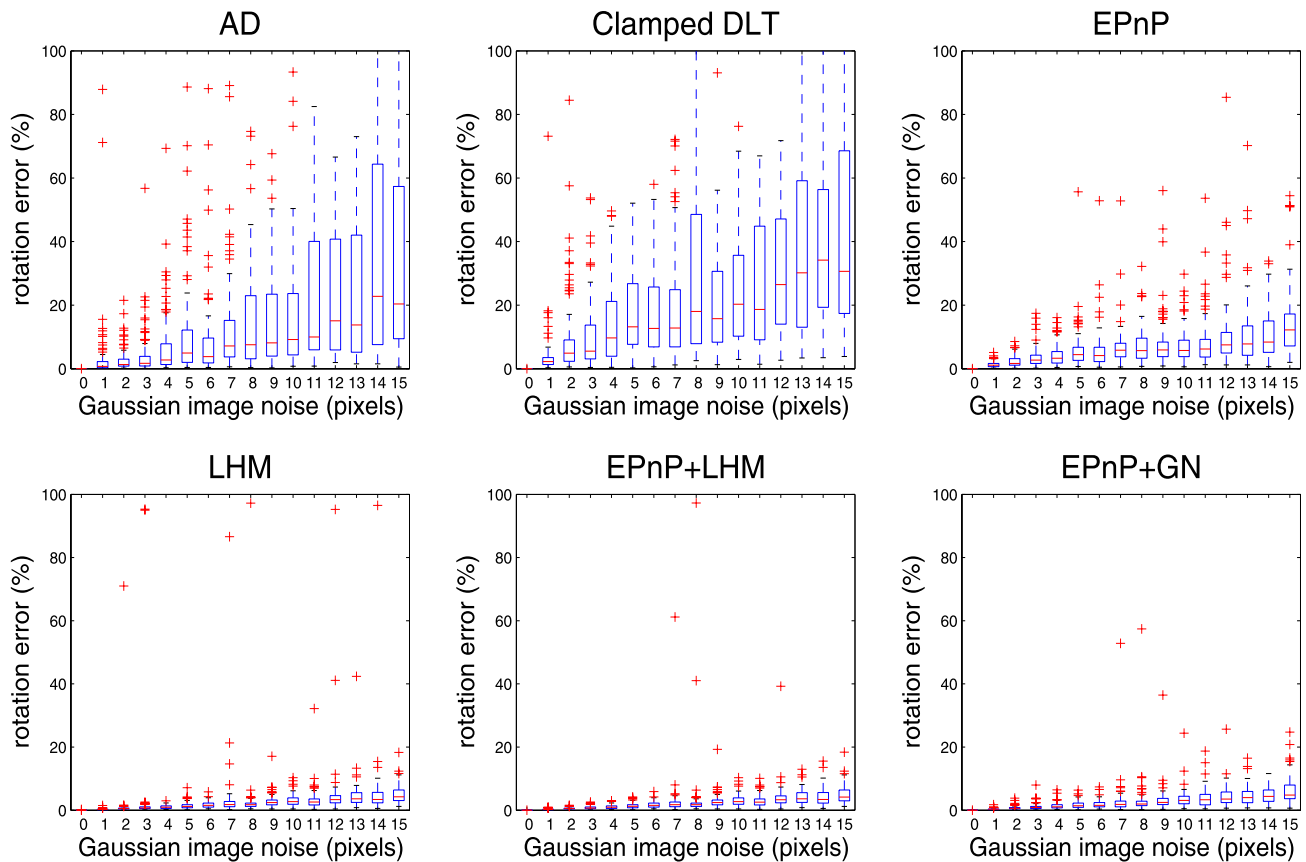 AD
Clamped DLT
EPnP
100
80
60
40
20
0
rotation error (%)
0 1 2 3 4 5 6 7 8 9 10 11 12 13 14 15
Gaussian image noise (pixels)
100
80
60
40
20
0
rotation error (%)
0 1 2 3 4 5 6 7 8 9 10 11 12 13 14 15
Gaussian image noise (pixels)
100
80
60
40
20
0
rotation error (%)
0 1 2 3 4 5 6 7 8 9 10 11 12 13 14 15
Gaussian image noise (pixels)
LHM
EPnP+LHM
EPnP+GN
100
80
60
40
20
0
rotation error (%)
0 1 2 3 4 5 6 7 8 9 10 11 12 13 14 15
Gaussian image noise (pixels)
100
80
60
40
20
0
rotation error (%)
0 1 2 3 4 5 6 7 8 9 10 11 12 13 14 15
Gaussian image noise (pixels)
100
80
60
40
20
0
rotation error (%)
0 1 2 3 4 5 6 7 8 9 10 11 12 13 14 15
Gaussian image noise (pixels)